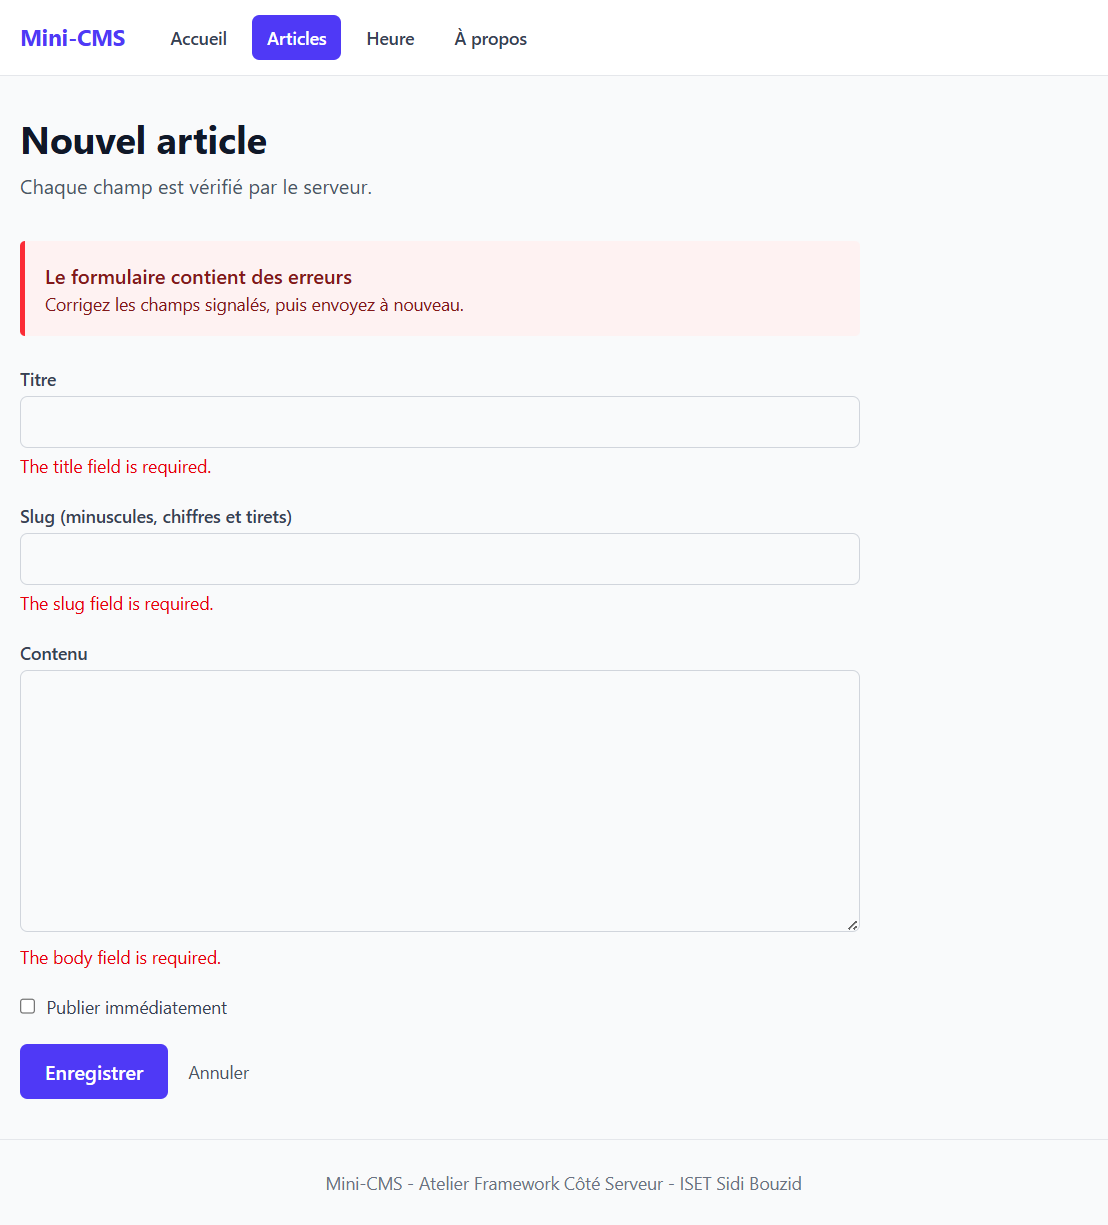 Mini-CMS Accueil Articles Heure À propos
Nouvel article
Chaque champ est vérifié par le serveur.
Le formulaire contient des erreurs
Corrigez les champs signalés, puis envoyez à nouveau.
Titre
The title field is required.
Slug (minuscules, chiffres et tirets)
The slug field is required.
Contenu
The body field is required.
Publier immédiatement
Enregistrer Annuler
Mini-CMS - Atelier Framework Côté Serveur - ISET Sidi Bouzid